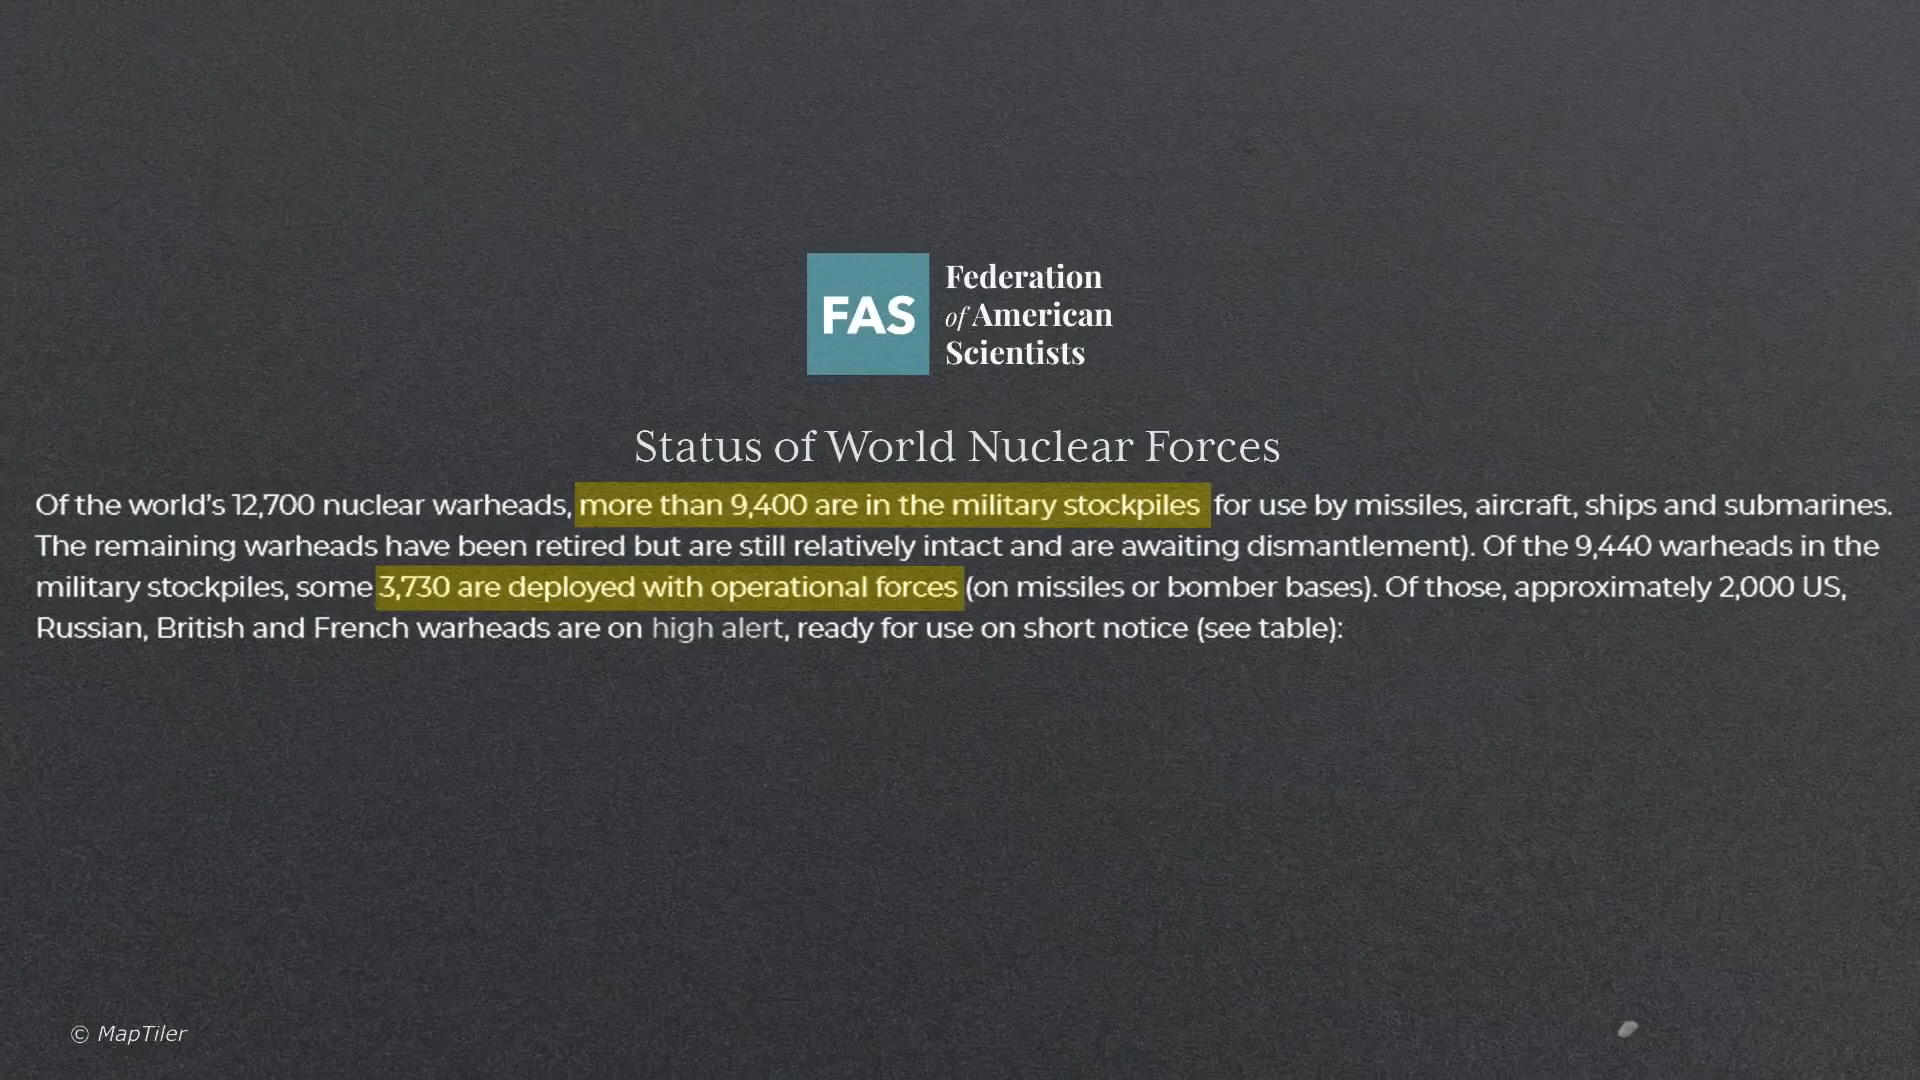 FAS
Federation
of American
Scientists
Status of World Nuclear Forces
Of the world's 12,700 nuclear warheads, more than 9,400 are in the military stockpiles for use by missiles, aircraft, ships and submarines.
The remaining warheads have been retired but are still relatively intact and are awaiting dismantlement). Of the 9,440 warheads in the
military stockpiles, some 3,730 are deployed with operational forces (on missiles or bomber bases). Of those, approximately 2,000 US,
Russian, British and French warheads are on high alert, ready for use on short notice (see table):
© MapTiler